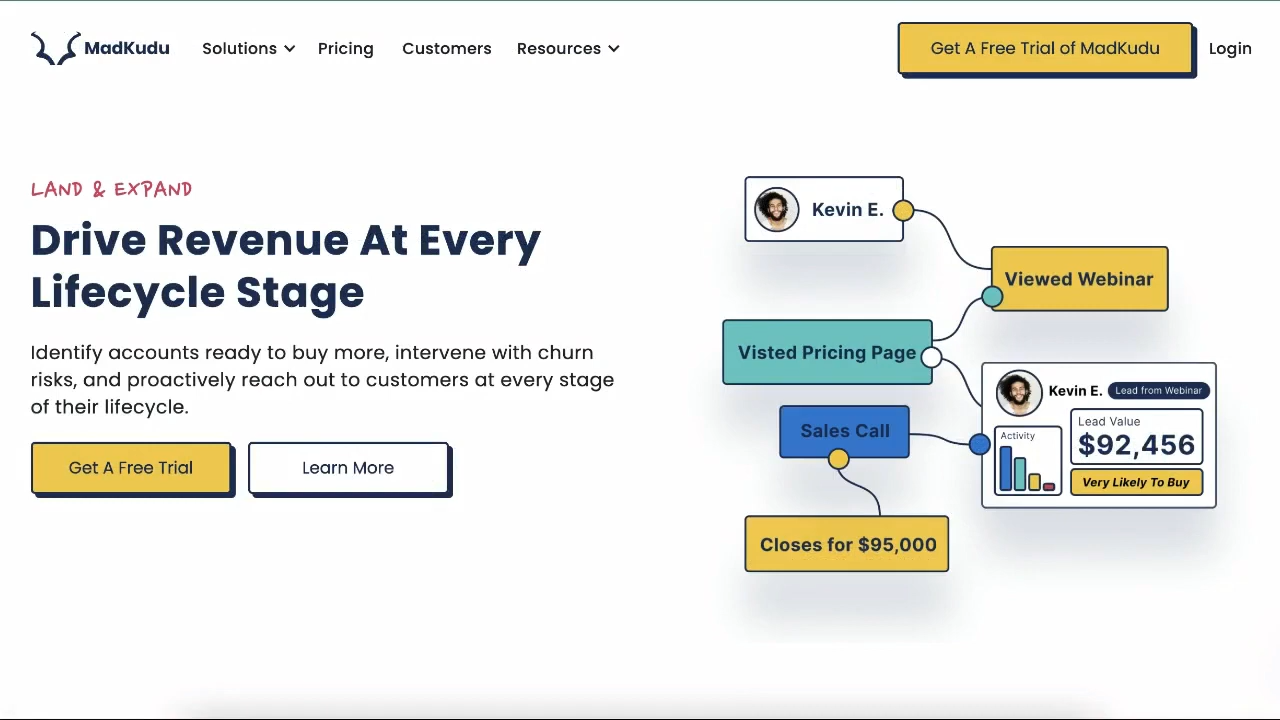 MadKudu
Solutions
Pricing
Customers
Resources
Get A Free Trial of MadKudu
Login
LAND & EXPAND
Drive Revenue At Every
Lifecycle Stage
Identify accounts ready to buy more, intervene with churn
risks, and proactively reach out to customers at every stage
of their lifecycle.
Get A Free Trial
Learn More
Kevin E.
Viewed Webinar
Visted Pricing Page
Kevin E.
Lead from Webinar
Activity
Lead Value
$92,456
Very Likely To Buy
Sales Call
Closes for $95,000